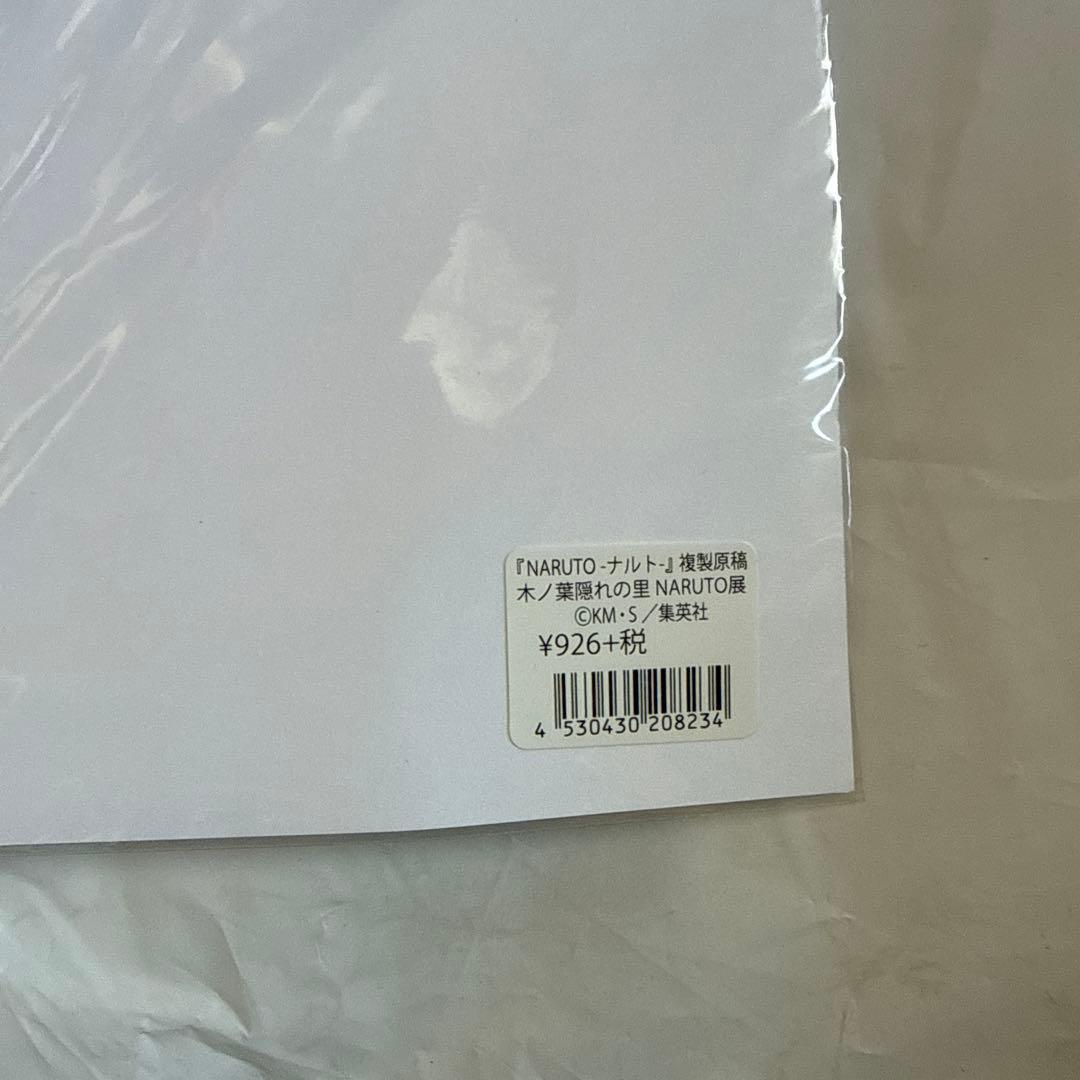 『NARUTO -ナルト-』複製原稿
木ノ葉隠れの里 NARUTO展
©KM・S／集英社
¥926+税
4 530430 208234